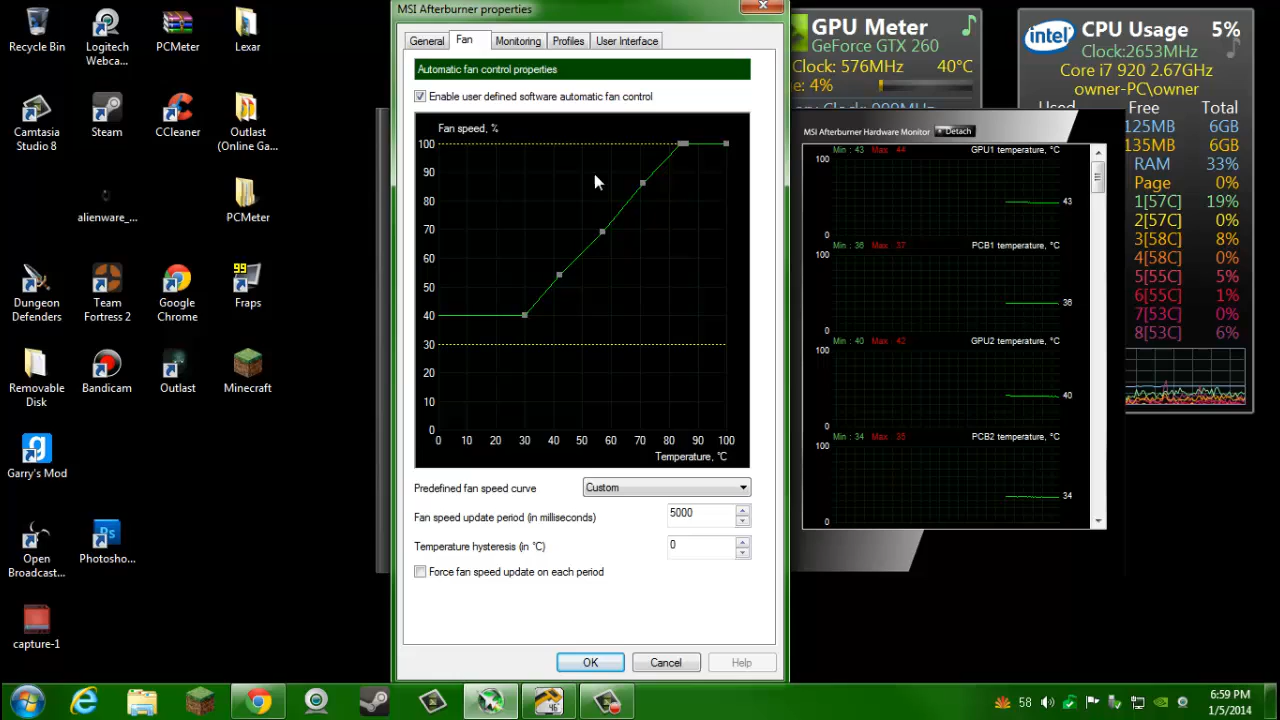 Recycle Bin
Logitech Webca...
PCMeter
Lexar
Camtasia Studio 8
Steam
CCleaner
Outlast (Online Ga...
alienware_...
PCMeter
Dungeon Defenders
Team Fortress 2
Google Chrome
99
Fraps
Removable Disk
Bandicam
Outlast
Minecraft
Garry's Mod
Open Broadcast...
Ps
Photosho...
capture-1
MSI Afterburner properties
General
Fan
Monitoring
Profiles
User Interface
Automatic fan control properties
Enable user defined software automatic fan control
Fan speed, %
100
90
80
70
60
50
40
30
20
10
0
0 10 20 30 40 50 60 70 80 90 100
Temperature, °C
Predefined fan speed curve
Custom
Fan speed update period (in milliseconds)
5000
Temperature hysteresis (in °C)
0
Force fan speed update on each period
OK
Cancel
Help
GPU Meter
GeForce GTX 260
Clock: 576MHz 40°C
e: 4%
intel
CPU Usage 5%
Clock:2653MHz
Core i7 920 2.67GHz
owner-PC\owner
Used Free Total
125MB 6GB
135MB 6GB
RAM 33%
Page 0%
1[57C] 19%
2[57C] 0%
3[58C] 8%
4[58C] 0%
5[55C] 5%
6[55C] 1%
7[53C] 0%
8[53C] 6%
MSI Afterburner Hardware Monitor
Detach
Min : 43 Max : 44 GPU1 temperature, °C
100
43
0
Min : 36 Max : 37 PCB1 temperature, °C
100
36
0
Min : 40 Max : 42 GPU2 temperature, °C
100
40
0
Min : 34 Max : 35 PCB2 temperature, °C
100
34
0
46
58
6:59 PM
1/5/2014